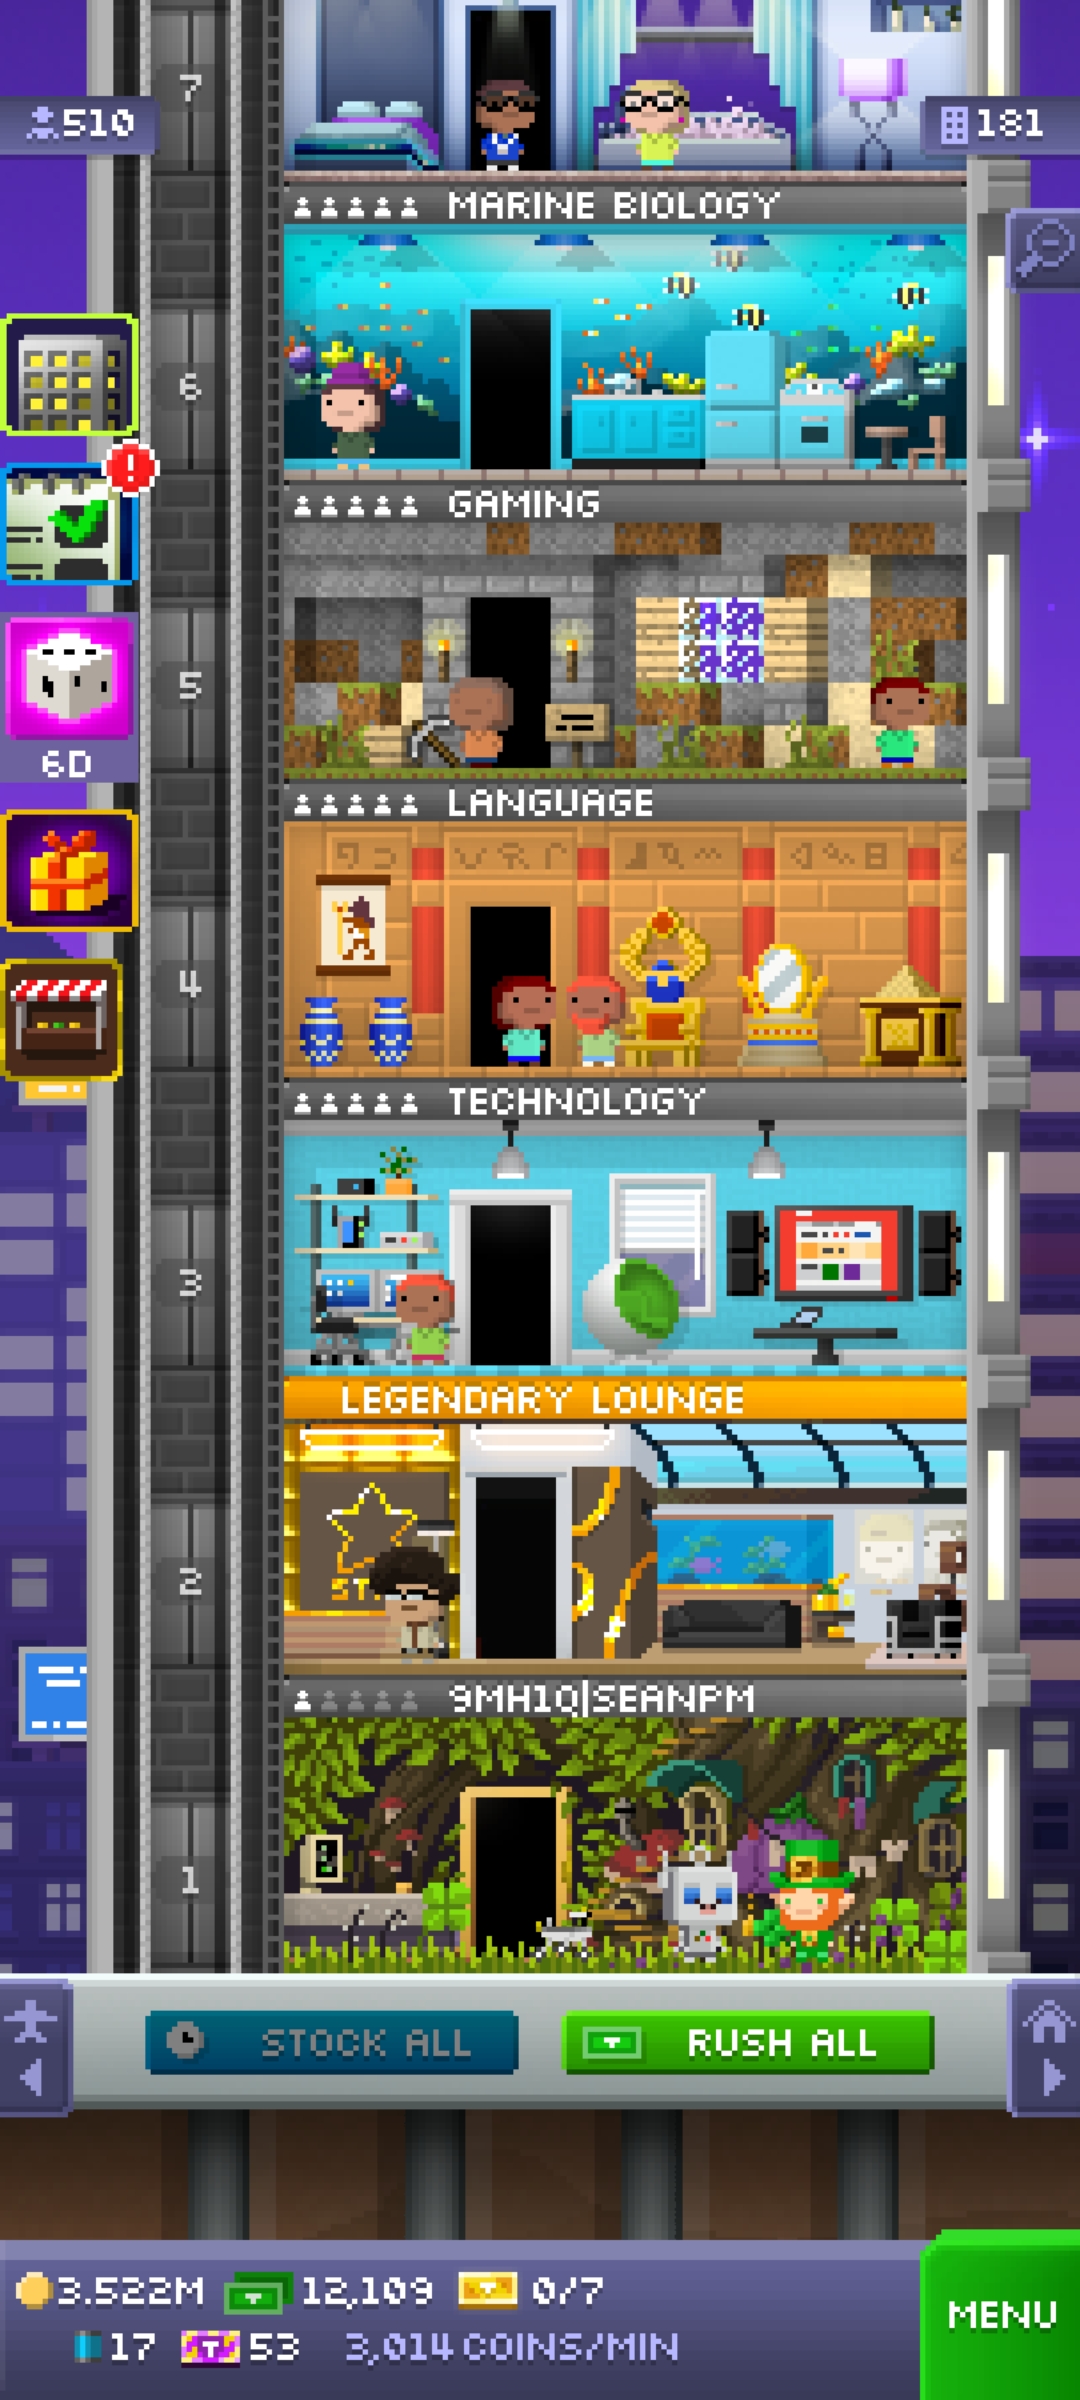 7
510
181
MARINE BIOLOGY
6
GAMING
5
6D
LANGUAGE
4
TECHNOLOGY
3
LEGENDARY LOUNGE
2
9MH1Q|SEANPM
1
STOCK ALL
RUSH ALL
3.522M 12,109 0/7
MENU
17 53 3,014 COINS/MIN